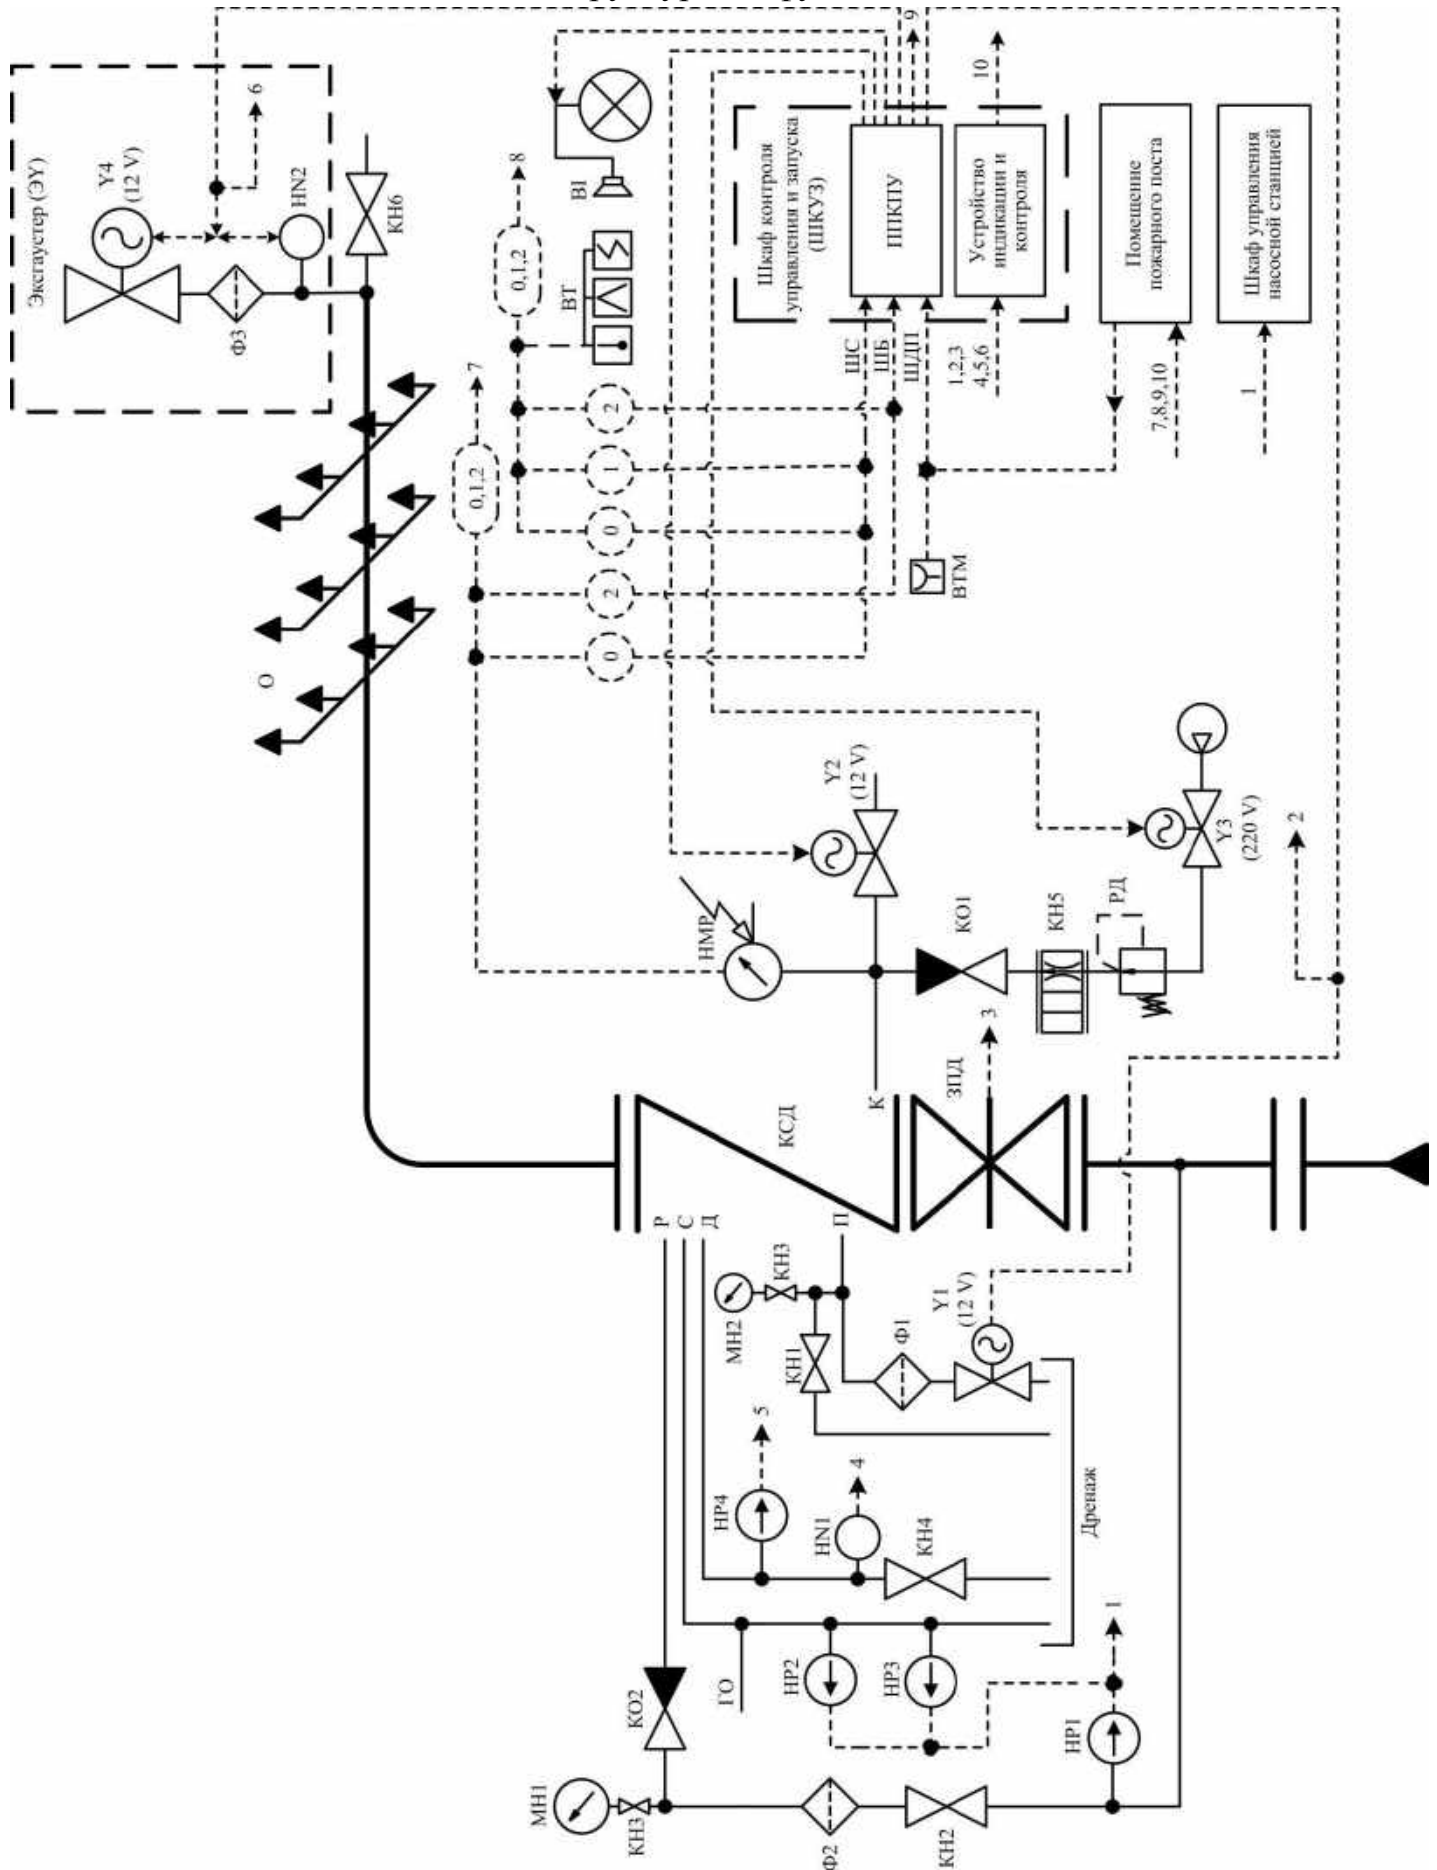 Экстаустер (ЭУ)
Y4
(12 V)
6
HN2
КН6
Ф3
О
7
0,1,2
8
0,1,2
ВТ
ВI
9
10
Шкаф контроля
управления и запуска
(ШКУЗ)
ППКПУ
Устройство
индикации и
контроля
Помещение
пожарного поста
Шкаф управления
насосной станцией
ШС
ШБ
ШДП
1,2,3
4,5,6
7,8,9,10
1
2
1
0
2
0
ВТМ
НМР
Y2
(12 V)
Y3
(220 V)
К
КО1
КН5
РД
2
3
ЗПД
КСД
Р
С
Д
П
МН2
КН3
КН1
Ф1
Y1
(12 V)
НР4
5
HN1
4
КН4
Дренаж
КО2
ГО
НР2
НР3
НР1
1
МН1
КН3
Ф2
КН2